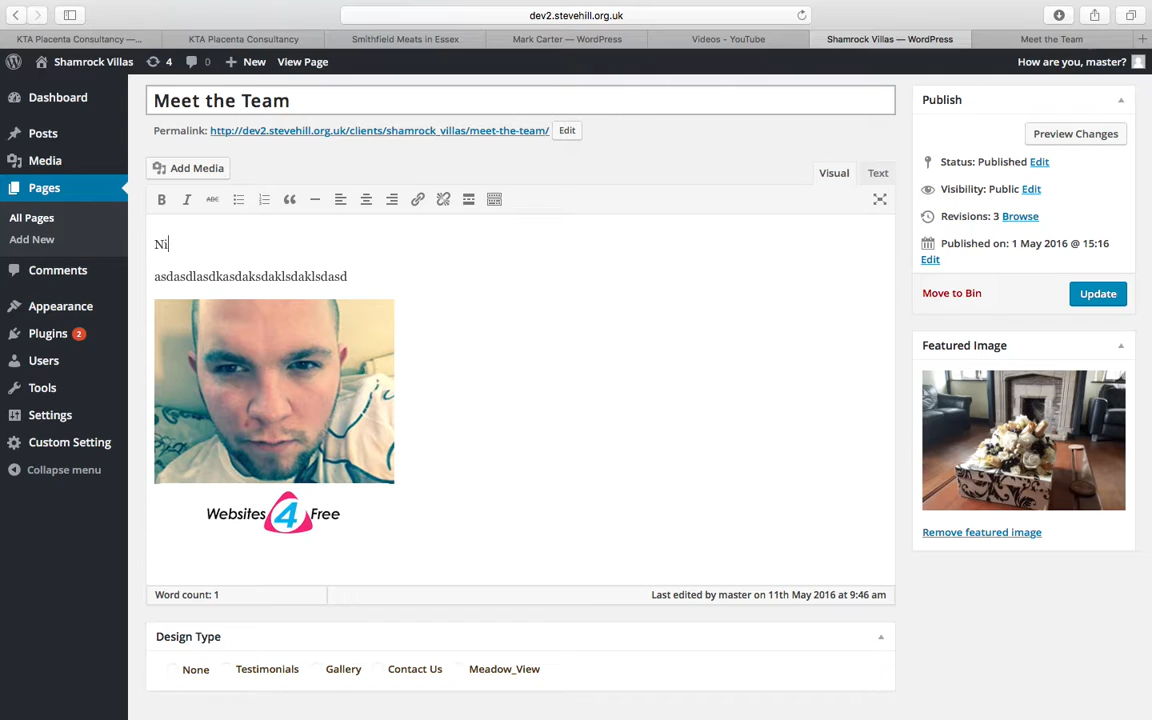 dev2.stevehill.org.uk
KTA Placenta Consultancy —...
KTA Placenta Consultancy
Smithfield Meats in Essex
Mark Carter — WordPress
Videos - YouTube
Shamrock Villas — WordPress
Meet the Team
Shamrock Villas
4
0
New
View Page
How are you, master?
Dashboard
Posts
Media
Pages
All Pages
Add New
Comments
Appearance
Plugins 2
Users
Tools
Settings
Custom Setting
Collapse menu
Meet the Team
Permalink: http://dev2.stevehill.org.uk/clients/shamrock_villas/meet-the-team/ Edit
Add Media
Visual
Text
B I ABC
Ni
asdasdlasdkasdaksdaklsdaklsdasd
Websites 4 Free
Word count: 1
Last edited by master on 11th May 2016 at 9:46 am
Design Type
None
Testimonials
Gallery
Contact Us
Meadow_View
Publish
Preview Changes
Status: Published Edit
Visibility: Public Edit
Revisions: 3 Browse
Published on: 1 May 2016 @ 15:16
Edit
Move to Bin
Update
Featured Image
Remove featured image